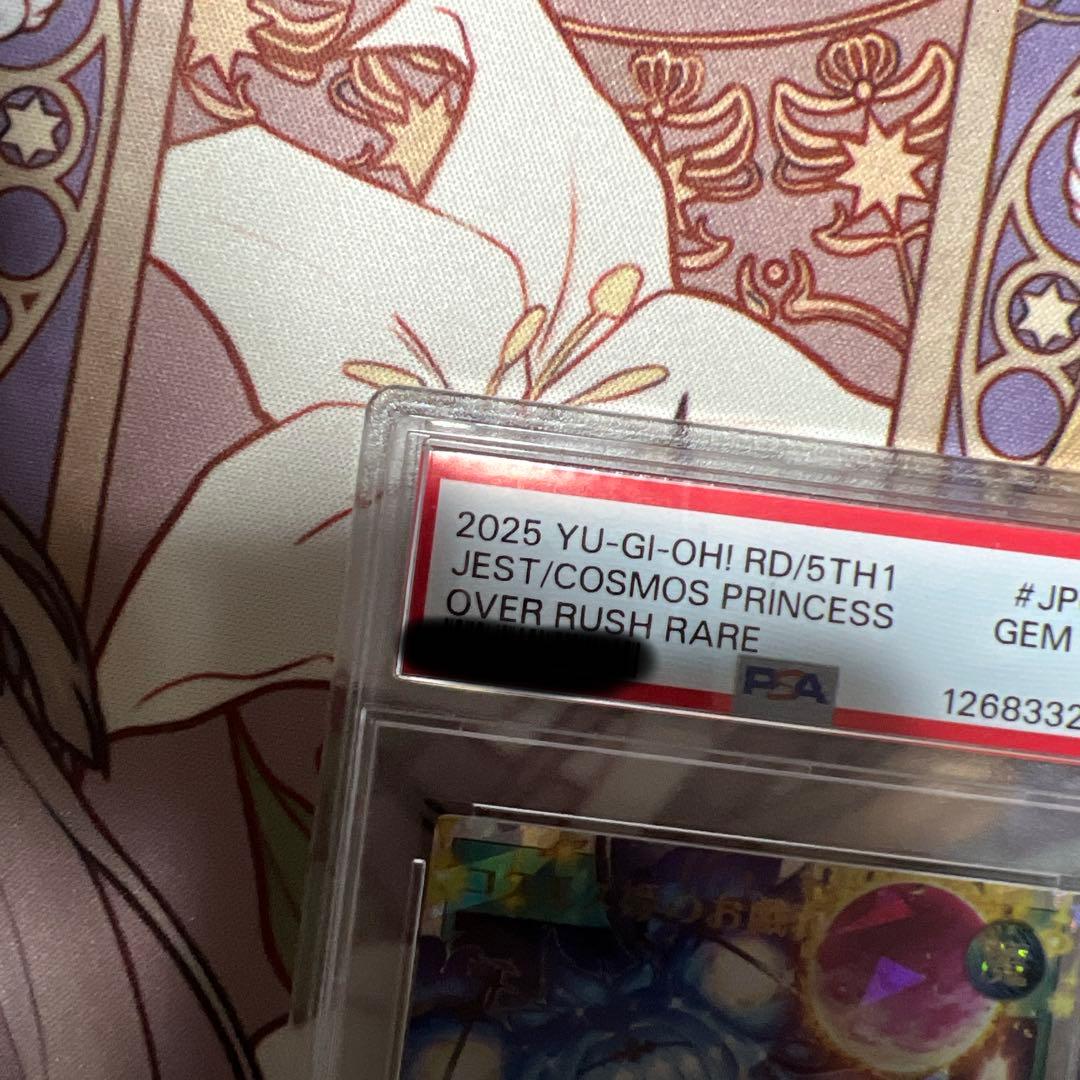 2025 YU-GI-OH! RD/5TH1
JEST/COSMOS PRINCESS #JP
OVER RUSH RARE GEM
PSA
1268332